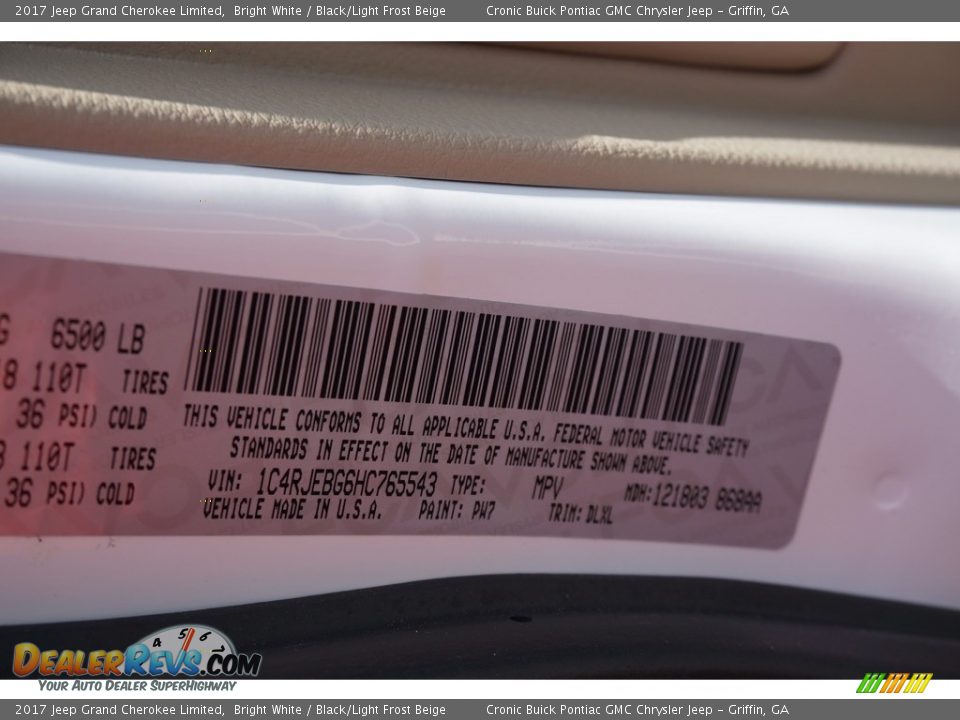 2017 Jeep Grand Cherokee Limited, Bright White / Black/Light Frost Beige Cronic Buick Pontiac GMC Chrysler Jeep – Griffin, GA
G 6500 LB
8 110T TIRES
36 PSI) COLD
110T TIRES
36 PSI) COLD
THIS VEHICLE CONFORMS TO ALL APPLICABLE U.S.A. FEDERAL MOTOR VEHICLE SAFETY
STANDARDS IN EFFECT ON THE DATE OF MANUFACTURE SHOWN ABOVE.
VIN: 1C4RJEBG6HC765543 TYPE: MPV MDH:121803 868AA
VEHICLE MADE IN U.S.A. PAINT: PW7 TRIM: DLXL
4 5 6
DEALERREVS.COM
YOUR AUTO DEALER SUPERHIGHWAY
2017 Jeep Grand Cherokee Limited, Bright White / Black/Light Frost Beige Cronic Buick Pontiac GMC Chrysler Jeep – Griffin, GA